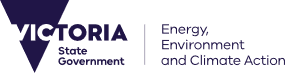 VICTORIA
State
Government
Energy,
Environment
and Climate Action